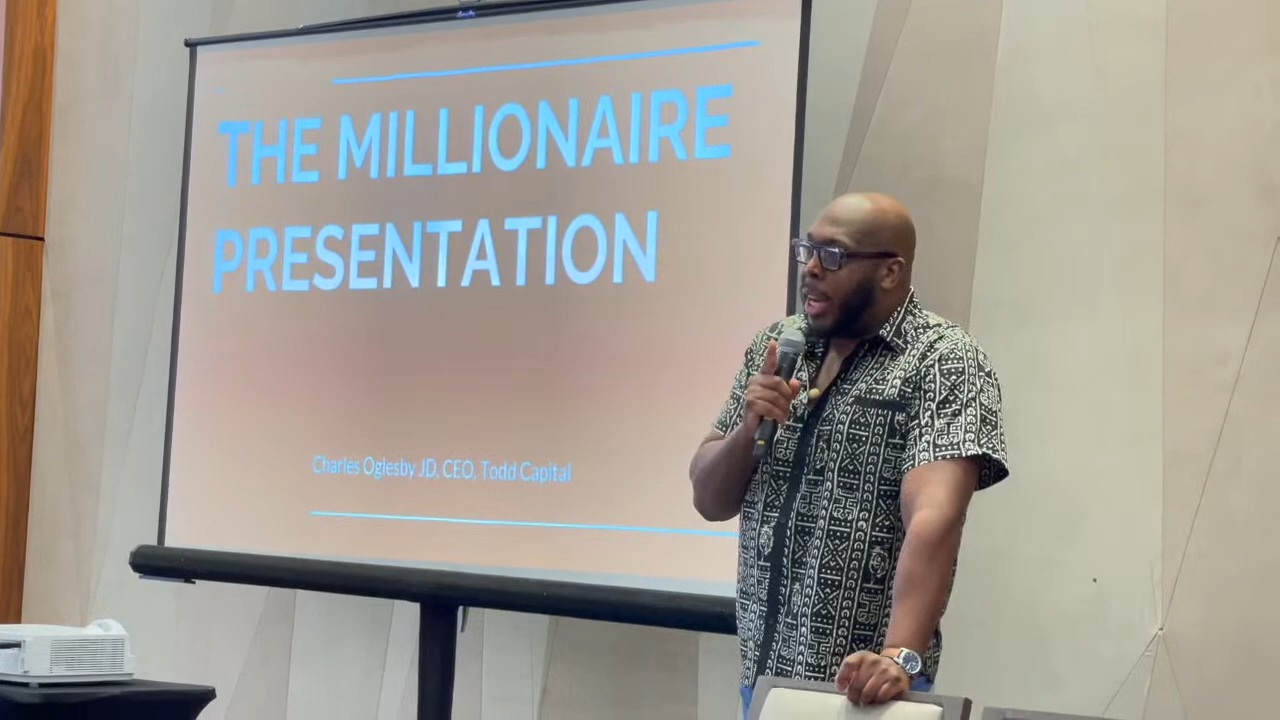 THE MILLIONAIRE
PRESENTATION
Charles Oglesby JD, CEO, Todd Capital